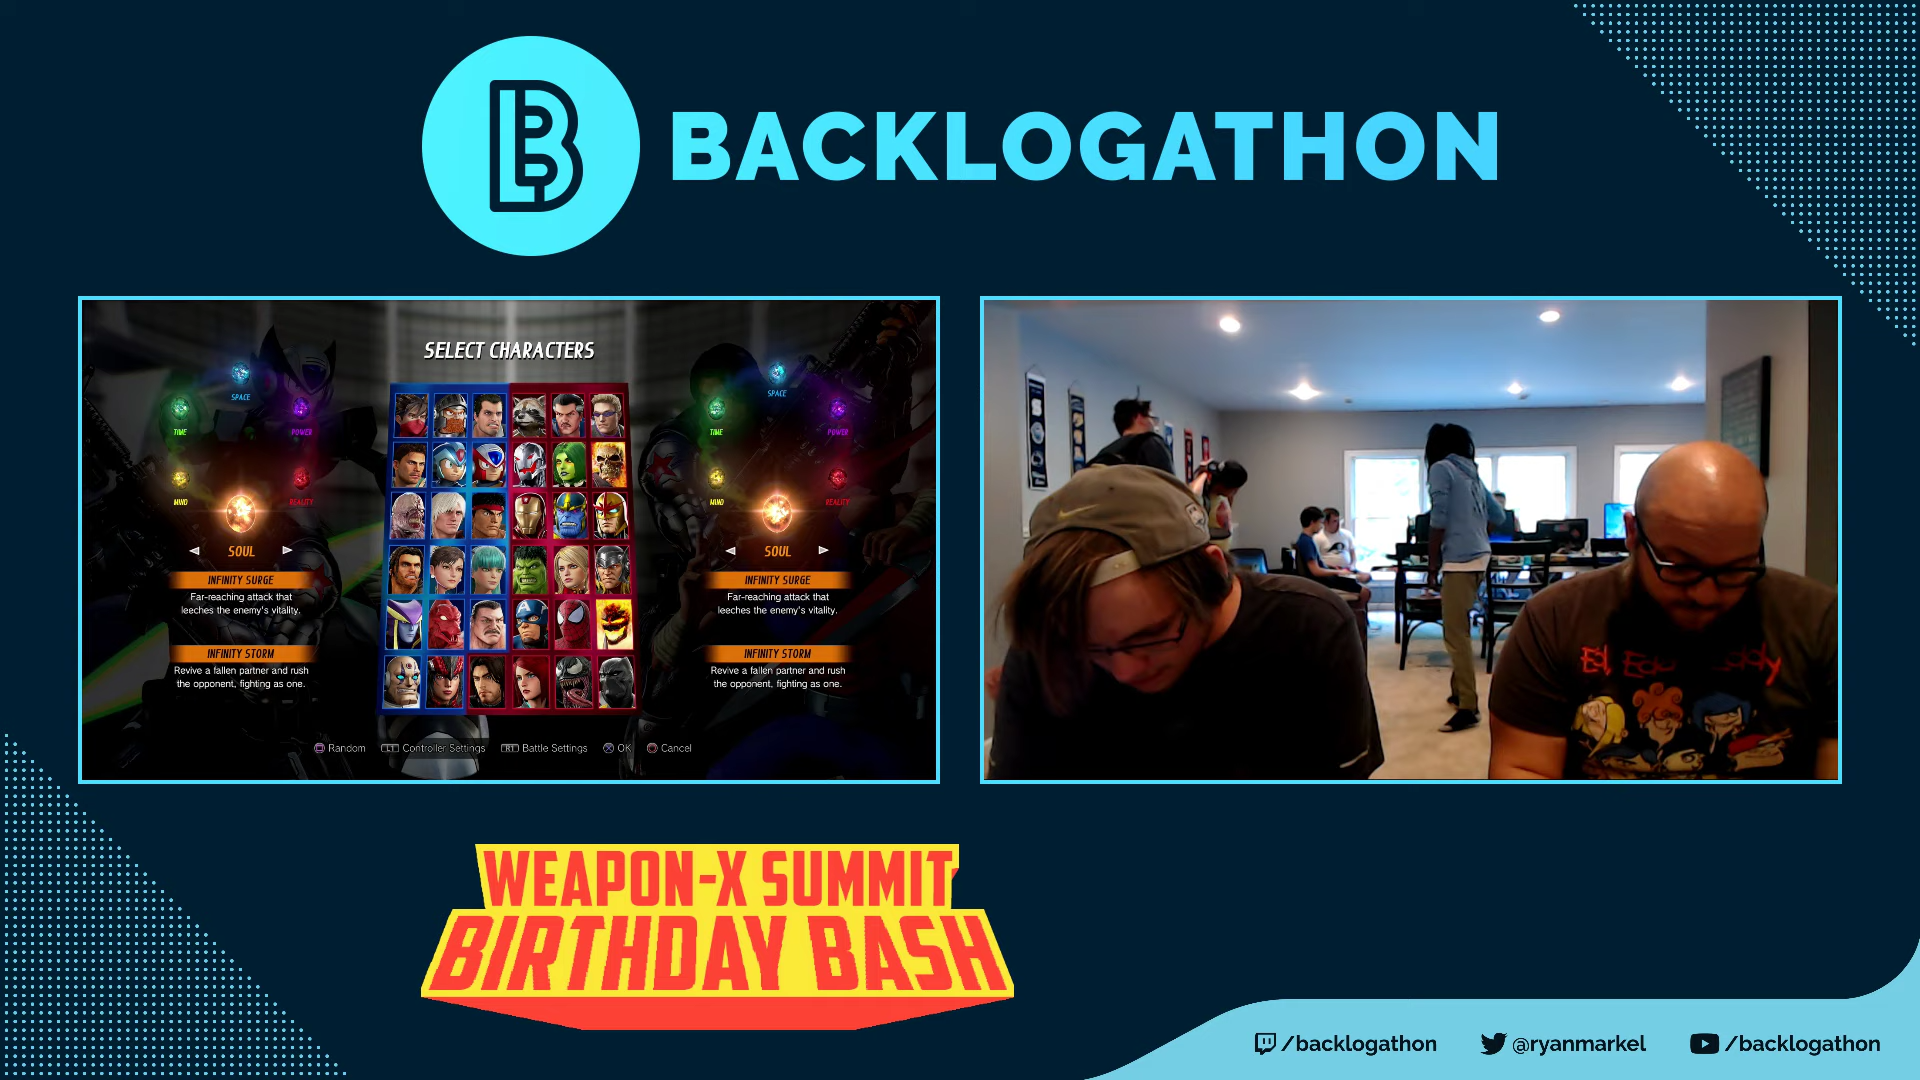 BACKLOGATHON
SELECT CHARACTERS
SPACE
TIME
POWER
MIND
REALITY
SOUL
INFINITY SURGE
Far-reaching attack that
leeches the enemy's vitality.
INFINITY STORM
Revive a fallen partner and rush
the opponent, fighting as one.
SPACE
TIME
POWER
MIND
REALITY
SOUL
INFINITY SURGE
Far-reaching attack that
leeches the enemy's vitality.
INFINITY STORM
Revive a fallen partner and rush
the opponent, fighting as one.
Random L1 Controller Settings R1 Battle Settings OK Cancel
Ed,
WEAPON-X SUMMIT
BIRTHDAY BASH
/backlogathon @ryanmarkel /backlogathon